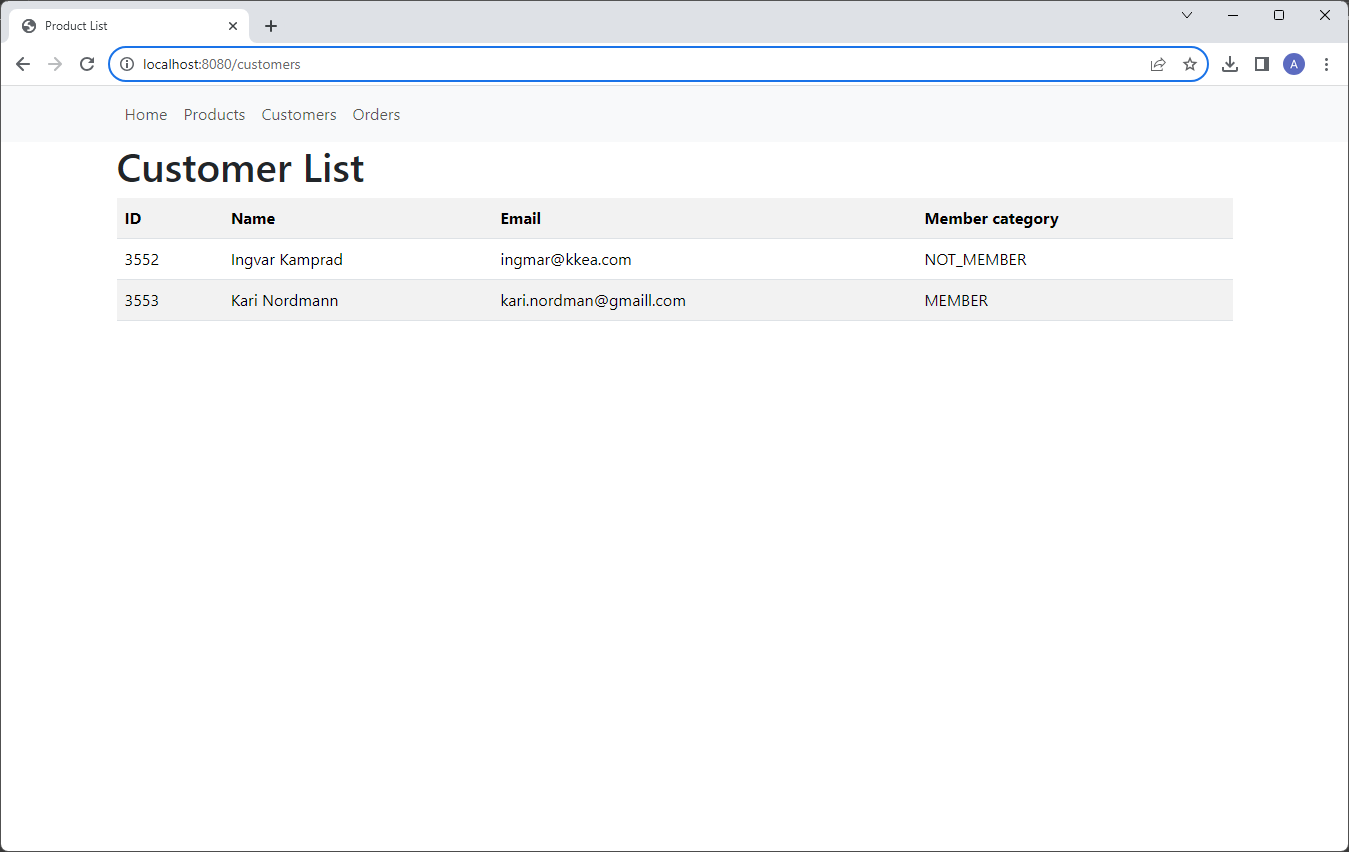 Product List
localhost:8080/customers
A
Home Products Customers Orders
Customer List
ID Name Email Member category
3552 Ingvar Kamprad ingmar@kkea.com NOT_MEMBER
3553 Kari Nordmann kari.nordman@gmaill.com MEMBER